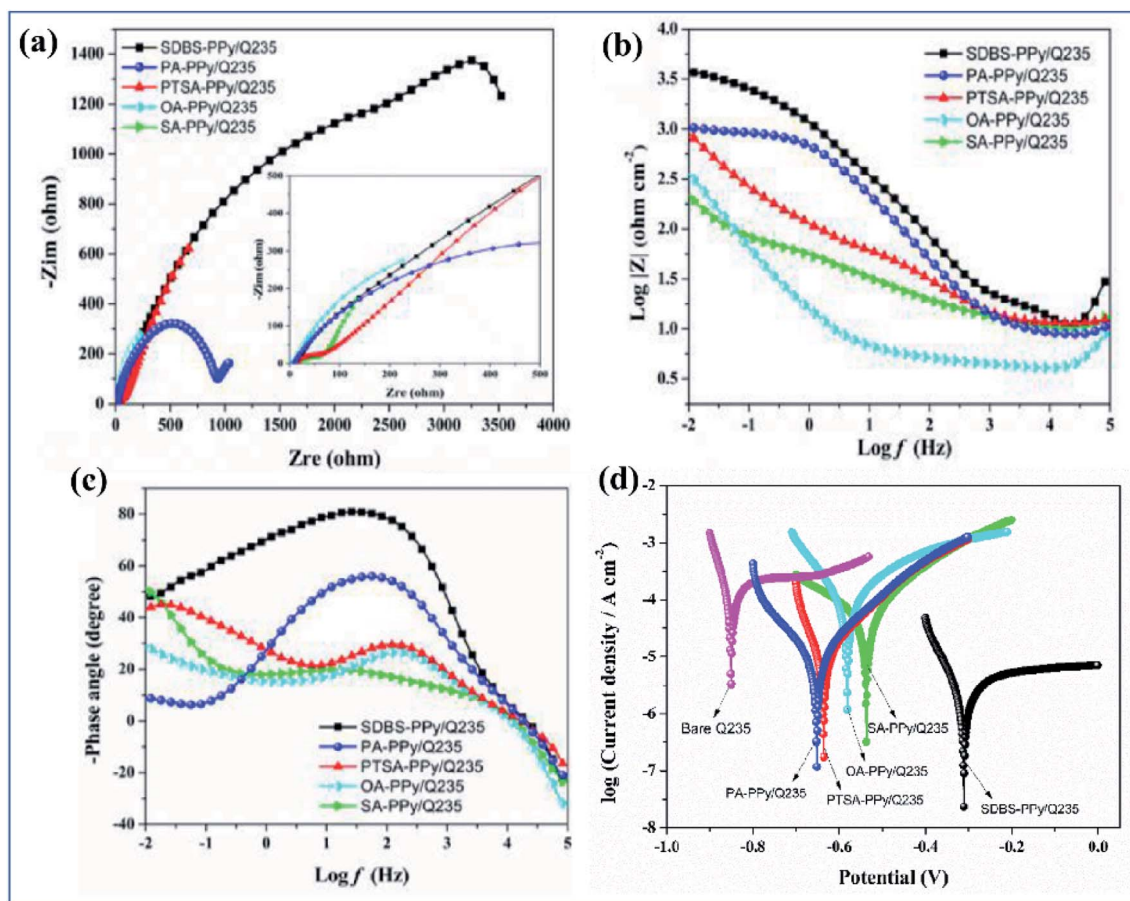 (a)
SDBS-PPy/Q235
PA-PPy/Q235
PTSA-PPy/Q235
OA-PPy/Q235
SA-PPy/Q235
1400
1200
1000
800
600
400
200
0
-Zim (ohm)
0 500 1000 1500 2000 2500 3000 3500 4000
Zre (ohm)
500
400
300
200
100
0
-Zim (ohm)
0 100 200 300 400 500
Zre (ohm)
(b)
SDBS-PPy/Q235
PA-PPy/Q235
PTSA-PPy/Q235
OA-PPy/Q235
SA-PPy/Q235
4.0
3.5
3.0
2.5
2.0
1.5
1.0
0.5
Log |Z| (ohm cm-2)
-2 -1 0 1 2 3 4 5
Log f (Hz)
(c)
80
60
40
20
0
-20
-40
-Phase angle (degree)
SDBS-PPy/Q235
PA-PPy/Q235
PTSA-PPy/Q235
OA-PPy/Q235
SA-PPy/Q235
-2 -1 0 1 2 3 4 5
Log f (Hz)
(d)
-2
-3
-4
-5
-6
-7
-8
log (Current density / A cm-2)
Bare Q235
SA-PPy/Q235
OA-PPy/Q235
PA-PPy/Q235
PTSA-PPy/Q235
SDBS-PPy/Q235
-1.0 -0.8 -0.6 -0.4 -0.2 0.0
Potential (V)